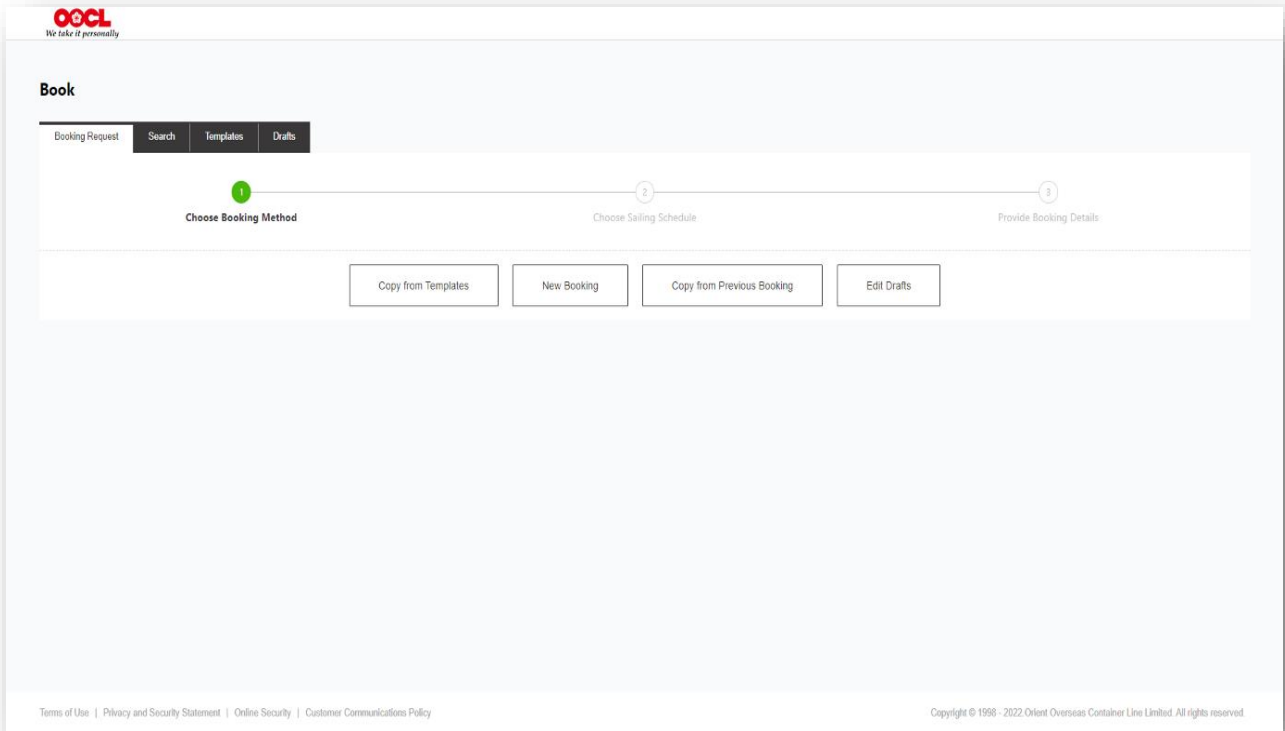 OOCL
We take it personally
Book
Booking Request Search Templates Drafts
1 2 3
Choose Booking Method Choose Sailing Schedule Provide Booking Details
Copy from Templates New Booking Copy from Previous Booking Edit Drafts
Terms of Use | Privacy and Security Statement | Online Security | Customer Communications Policy Copyright © 1998 - 2022 Orient Overseas Container Line Limited. All rights reserved.